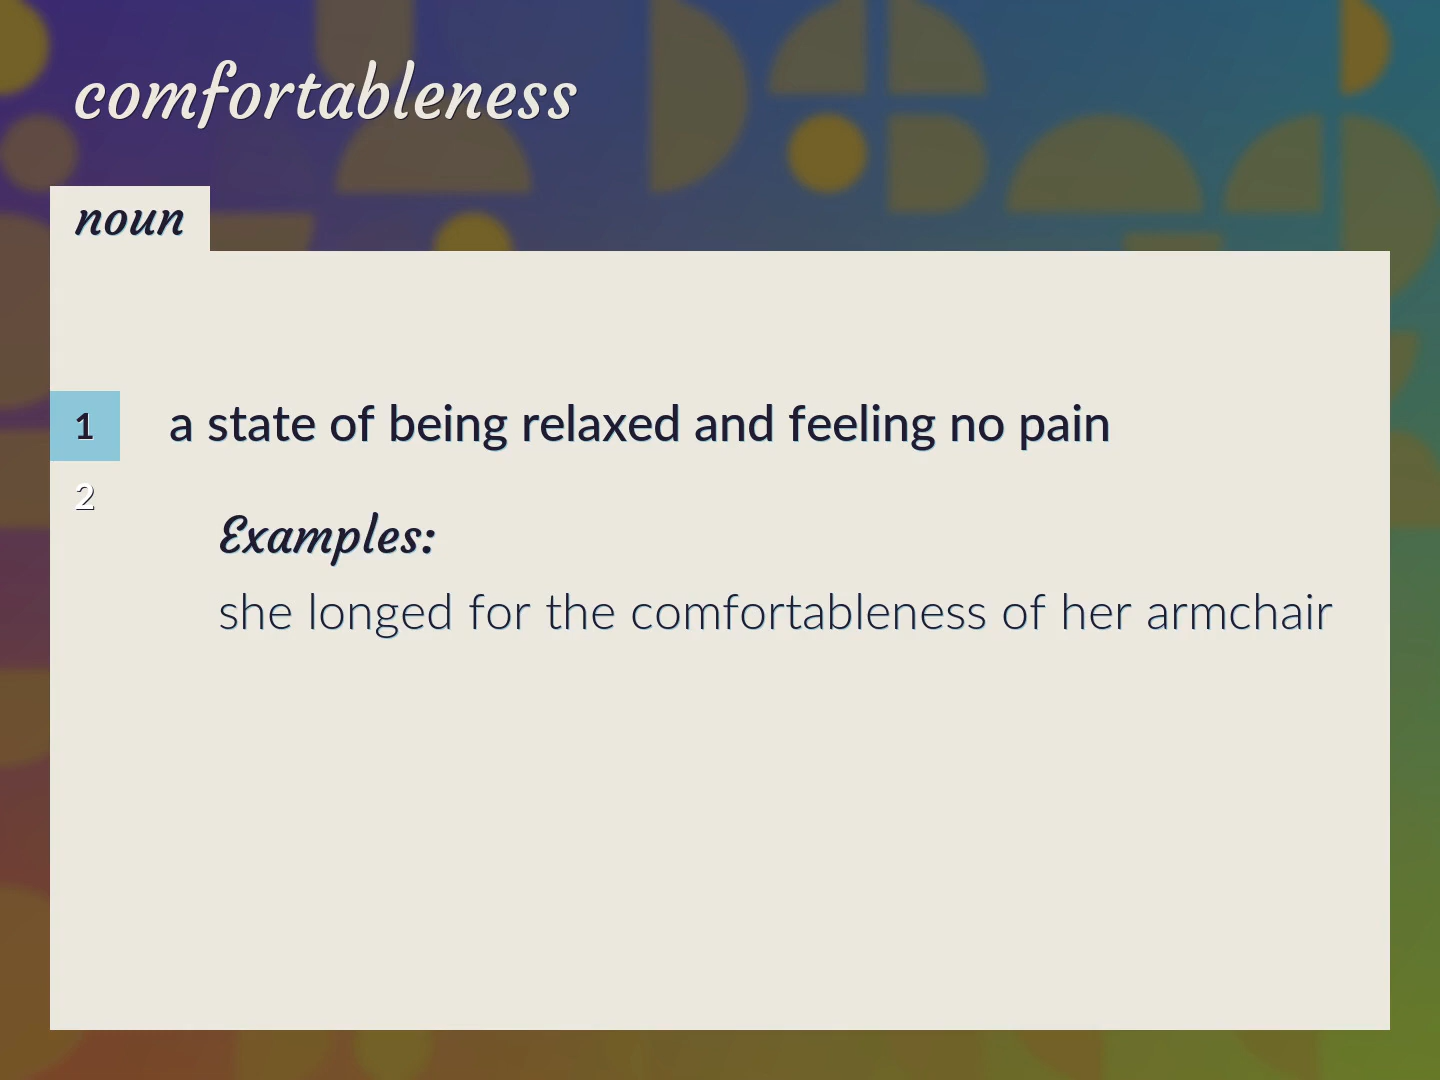 comfortableness
noun
1 a state of being relaxed and feeling no pain
2
Examples:
she longed for the comfortableness of her armchair